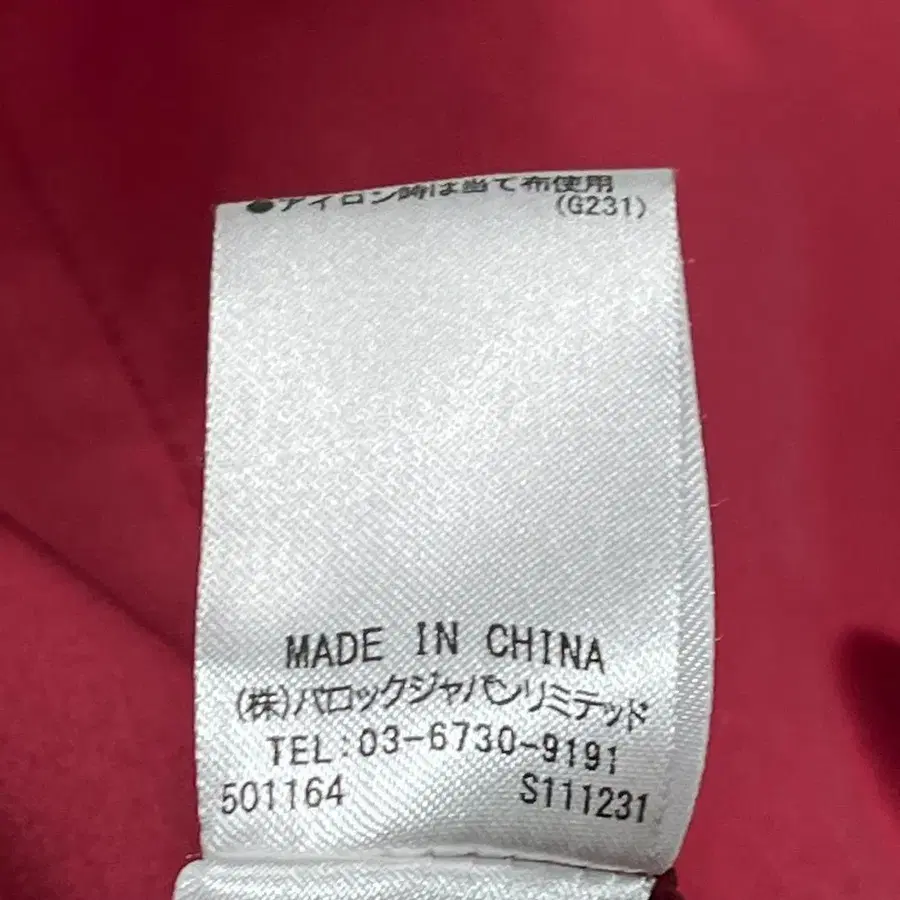 ●アイロン時は当て布使用
(G231)
MADE IN CHINA
(株)バロックジャパンリミテッド
TEL:03-6730-9191
501164 S111231